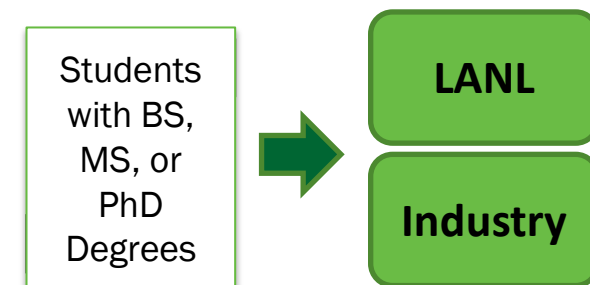 Students
with BS,
MS, or
PhD
Degrees
LANL
Industry